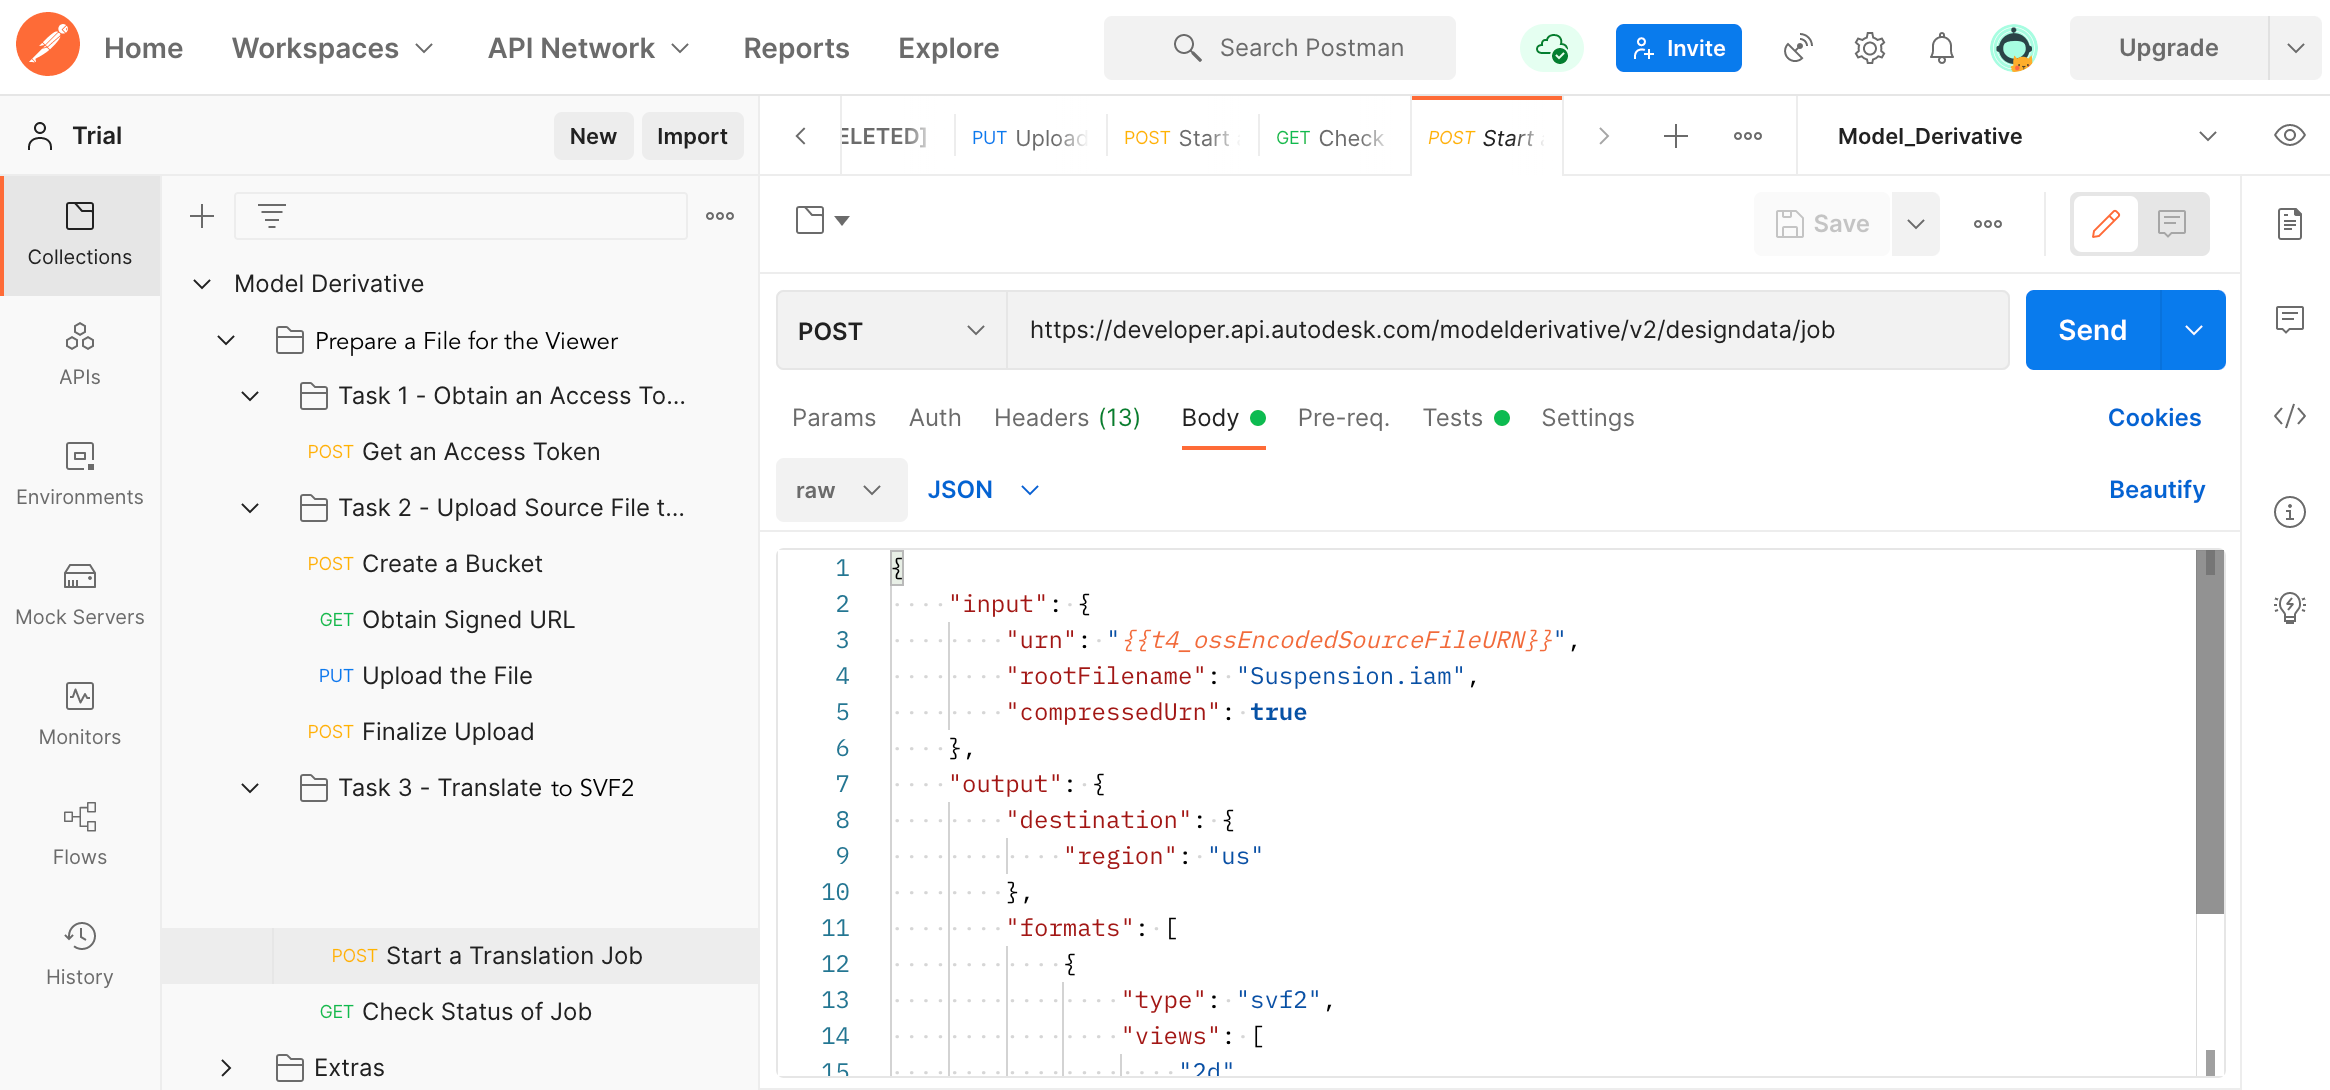 Home Workspaces API Network Reports Explore Search Postman Invite Upgrade
Trial New Import
ELETED] PUT Upload POST Start GET Check POST Start Model_Derivative
Collections
APIs
Environments
Mock Servers
Monitors
Flows
History
Model Derivative
Prepare a File for the Viewer
Task 1 - Obtain an Access To...
POST Get an Access Token
Task 2 - Upload Source File t...
POST Create a Bucket
GET Obtain Signed URL
PUT Upload the File
POST Finalize Upload
Task 3 - Translate to SVF2
POST Start a Translation Job
GET Check Status of Job
Extras
Save
POST https://developer.api.autodesk.com/modelderivative/v2/designdata/job Send
Params Auth Headers (13) Body Pre-req. Tests Settings Cookies
raw JSON Beautify
1 {
2 "input": {
3 "urn": "{{t4_ossEncodedSourceFileURN}}",
4 "rootFilename": "Suspension.iam",
5 "compressedUrn": true
6 },
7 "output": {
8 "destination": {
9 "region": "us"
10 },
11 "formats": [
12 {
13 "type": "svf2",
14 "views": [
15 "2d"